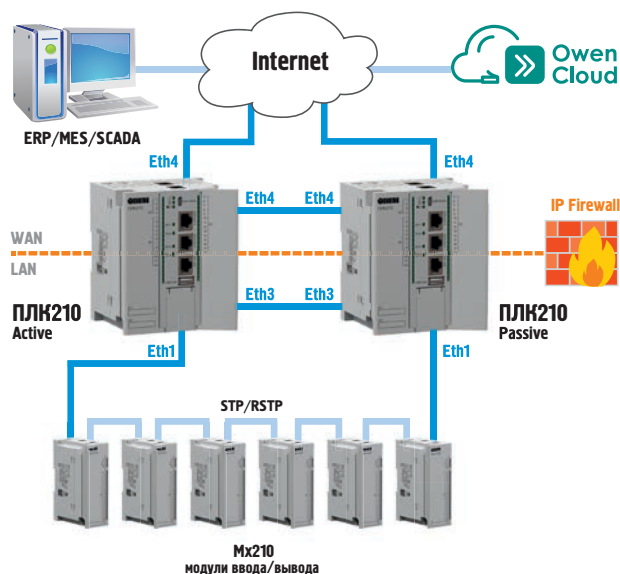 Internet
Owen
Cloud
ERP/MES/SCADA
Eth4
Eth4
Eth4
Eth4
IP Firewall
WAN
LAN
ПЛК210
Active
Eth3
Eth3
ПЛК210
Passive
Eth1
Eth1
STP/RSTP
Mx210
модули ввода/вывода